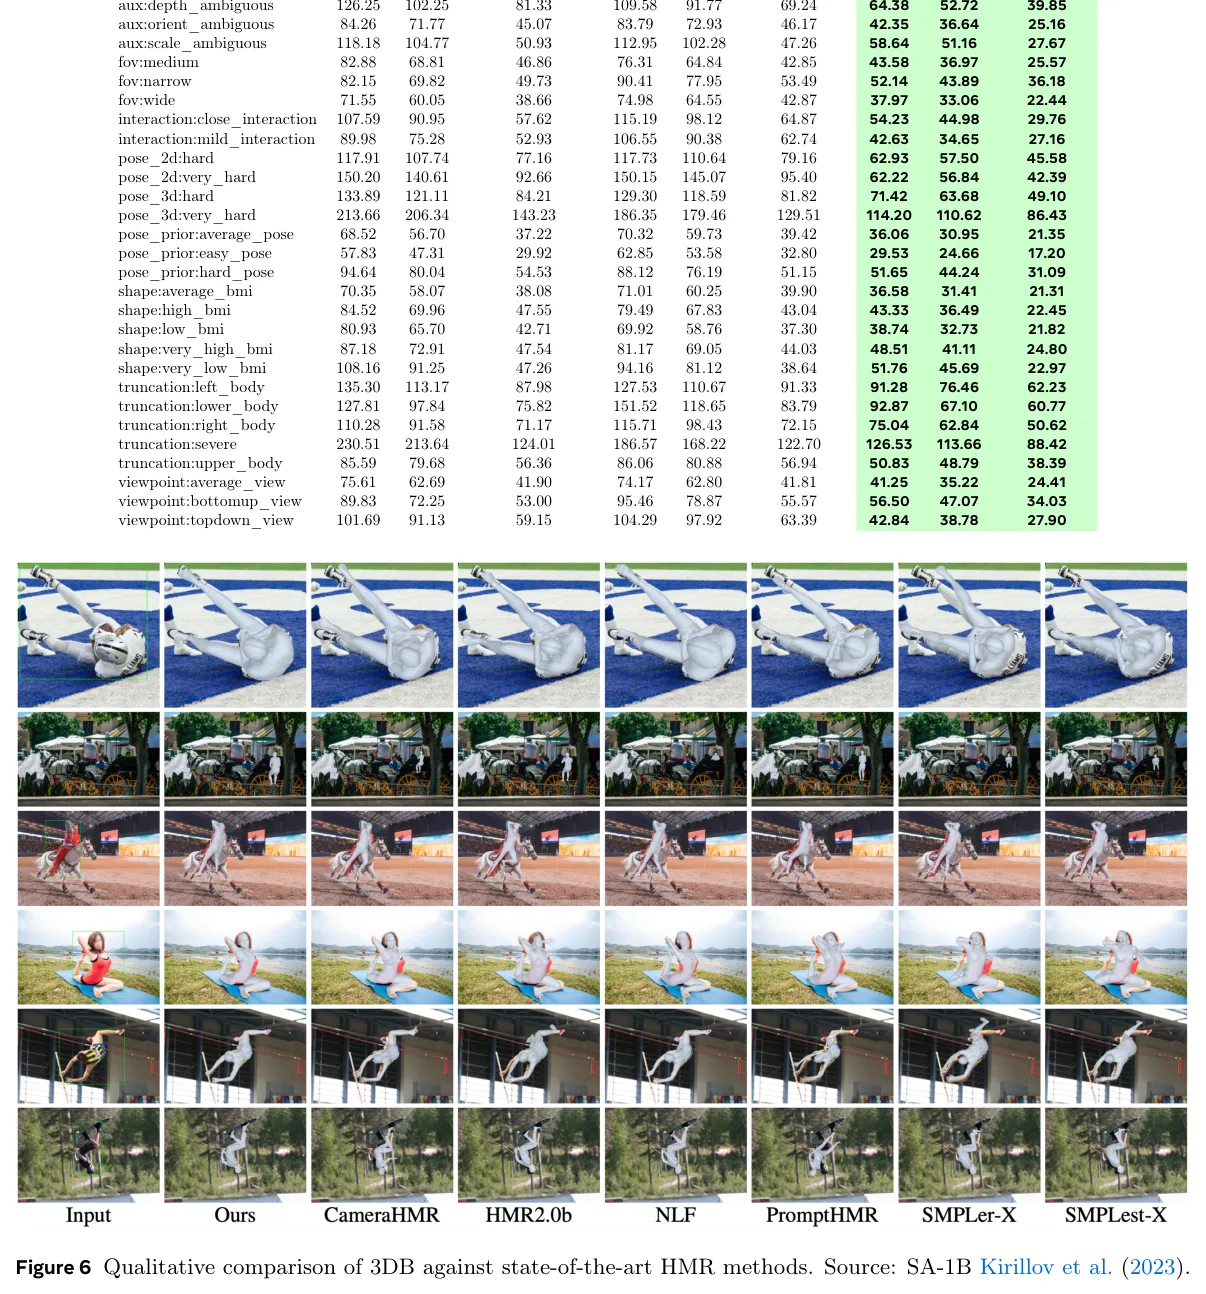 aux:depth_ambiguous 126.25 102.25 81.33 109.58 91.77 69.24 64.38 52.72 39.85
aux:orient_ambiguous 84.26 71.77 45.07 83.79 72.93 46.17 42.35 36.64 25.16
aux:scale_ambiguous 118.18 104.77 50.93 112.95 102.28 47.26 58.64 51.16 27.67
fov:medium 82.88 68.81 46.86 76.31 64.84 42.85 43.58 36.97 25.57
fov:narrow 82.15 69.82 49.73 90.41 77.95 53.49 52.14 43.89 36.18
fov:wide 71.55 60.05 38.66 74.98 64.55 42.87 37.97 33.06 22.44
interaction:close_interaction 107.59 90.95 57.62 115.19 98.12 64.87 54.23 44.98 29.76
interaction:mild_interaction 89.98 75.28 52.93 106.55 90.38 62.74 42.63 34.65 27.16
pose_2d:hard 117.91 107.74 77.16 117.73 110.64 79.16 62.93 57.50 45.58
pose_2d:very_hard 150.20 140.61 92.66 150.15 145.07 95.40 62.22 56.84 42.39
pose_3d:hard 133.89 121.11 84.21 129.30 118.59 81.82 71.42 63.68 49.10
pose_3d:very_hard 213.66 206.34 143.23 186.35 179.46 129.51 114.20 110.62 86.43
pose_prior:average_pose 68.52 56.70 37.22 70.32 59.73 39.42 36.06 30.95 21.35
pose_prior:easy_pose 57.83 47.31 29.92 62.85 53.58 32.80 29.53 24.66 17.20
pose_prior:hard_pose 94.64 80.04 54.53 88.12 76.19 51.15 51.65 44.24 31.09
shape:average_bmi 70.35 58.07 38.08 71.01 60.25 39.90 36.58 31.41 21.31
shape:high_bmi 84.52 69.96 47.55 79.49 67.83 43.04 43.33 36.49 22.45
shape:low_bmi 80.93 65.70 42.71 69.92 58.76 37.30 38.74 32.73 21.82
shape:very_high_bmi 87.18 72.91 47.54 81.17 69.05 44.03 48.51 41.11 24.80
shape:very_low_bmi 108.16 91.25 47.26 94.16 81.12 38.64 51.76 45.69 22.97
truncation:left_body 135.30 113.17 87.98 127.53 110.67 91.33 91.28 76.46 62.23
truncation:lower_body 127.81 97.84 75.82 151.52 118.65 83.79 92.87 67.10 60.77
truncation:right_body 110.28 91.58 71.17 115.71 98.43 72.15 75.04 62.84 50.62
truncation:severe 230.51 213.64 124.01 186.57 168.22 122.70 126.53 113.66 88.42
truncation:upper_body 85.59 79.68 56.36 86.06 80.88 56.94 50.83 48.79 38.39
viewpoint:average_view 75.61 62.69 41.90 74.17 62.80 41.81 41.25 35.22 24.41
viewpoint:bottomup_view 89.83 72.25 53.00 95.46 78.87 55.57 56.50 47.07 34.03
viewpoint:topdown_view 101.69 91.13 59.15 104.29 97.92 63.39 42.84 38.78 27.90
Input Ours CameraHMR HMR2.0b NLF PromptHMR SMPLer-X SMPLest-X
Figure 6 Qualitative comparison of 3DB against state-of-the-art HMR methods. Source: SA-1B Kirillov et al. (2023).